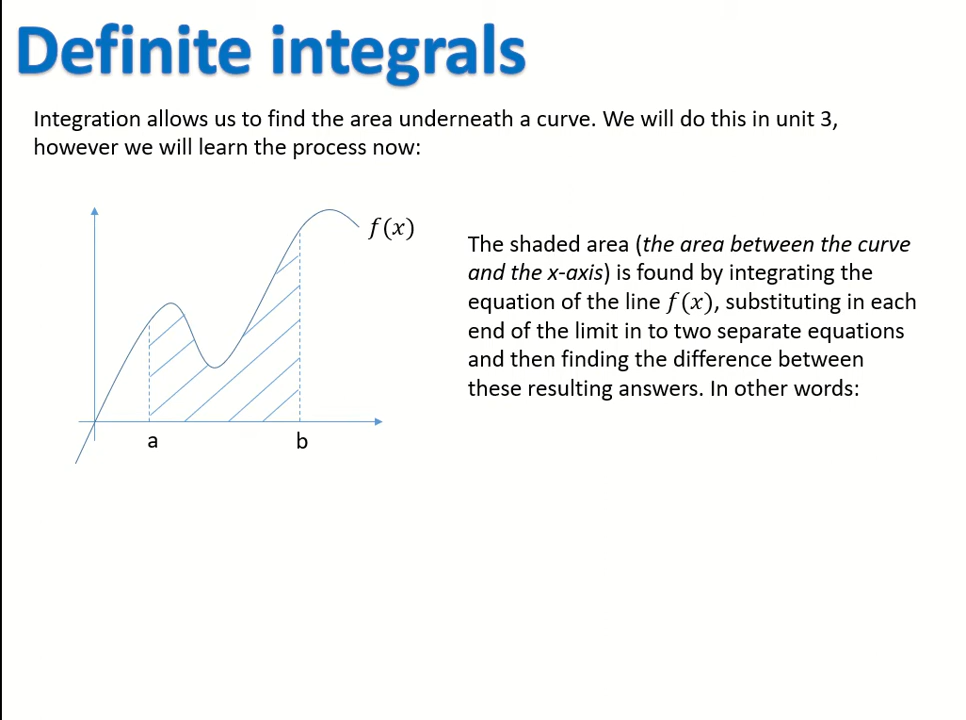 Definite integrals
Integration allows us to find the area underneath a curve. We will do this in unit 3,
however we will learn the process now:
f(x)
The shaded area (the area between the curve
and the x-axis) is found by integrating the
equation of the line f(x), substituting in each
end of the limit in to two separate equations
and then finding the difference between
these resulting answers. In other words:
a
b